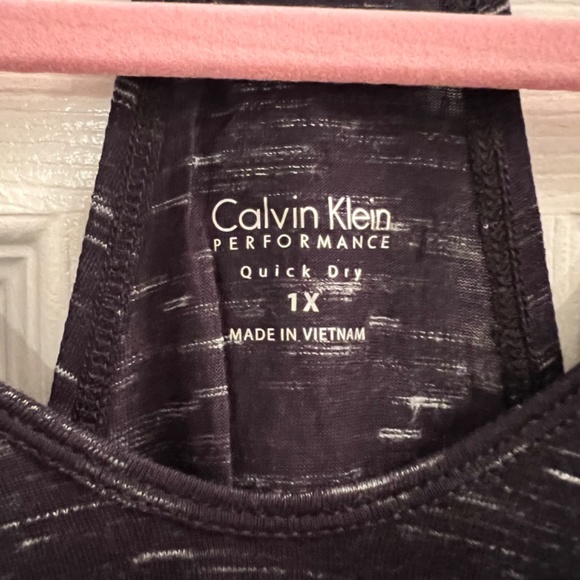 Calvin Klein
PERFORMANCE
Quick Dry
1X
MADE IN VIETNAM